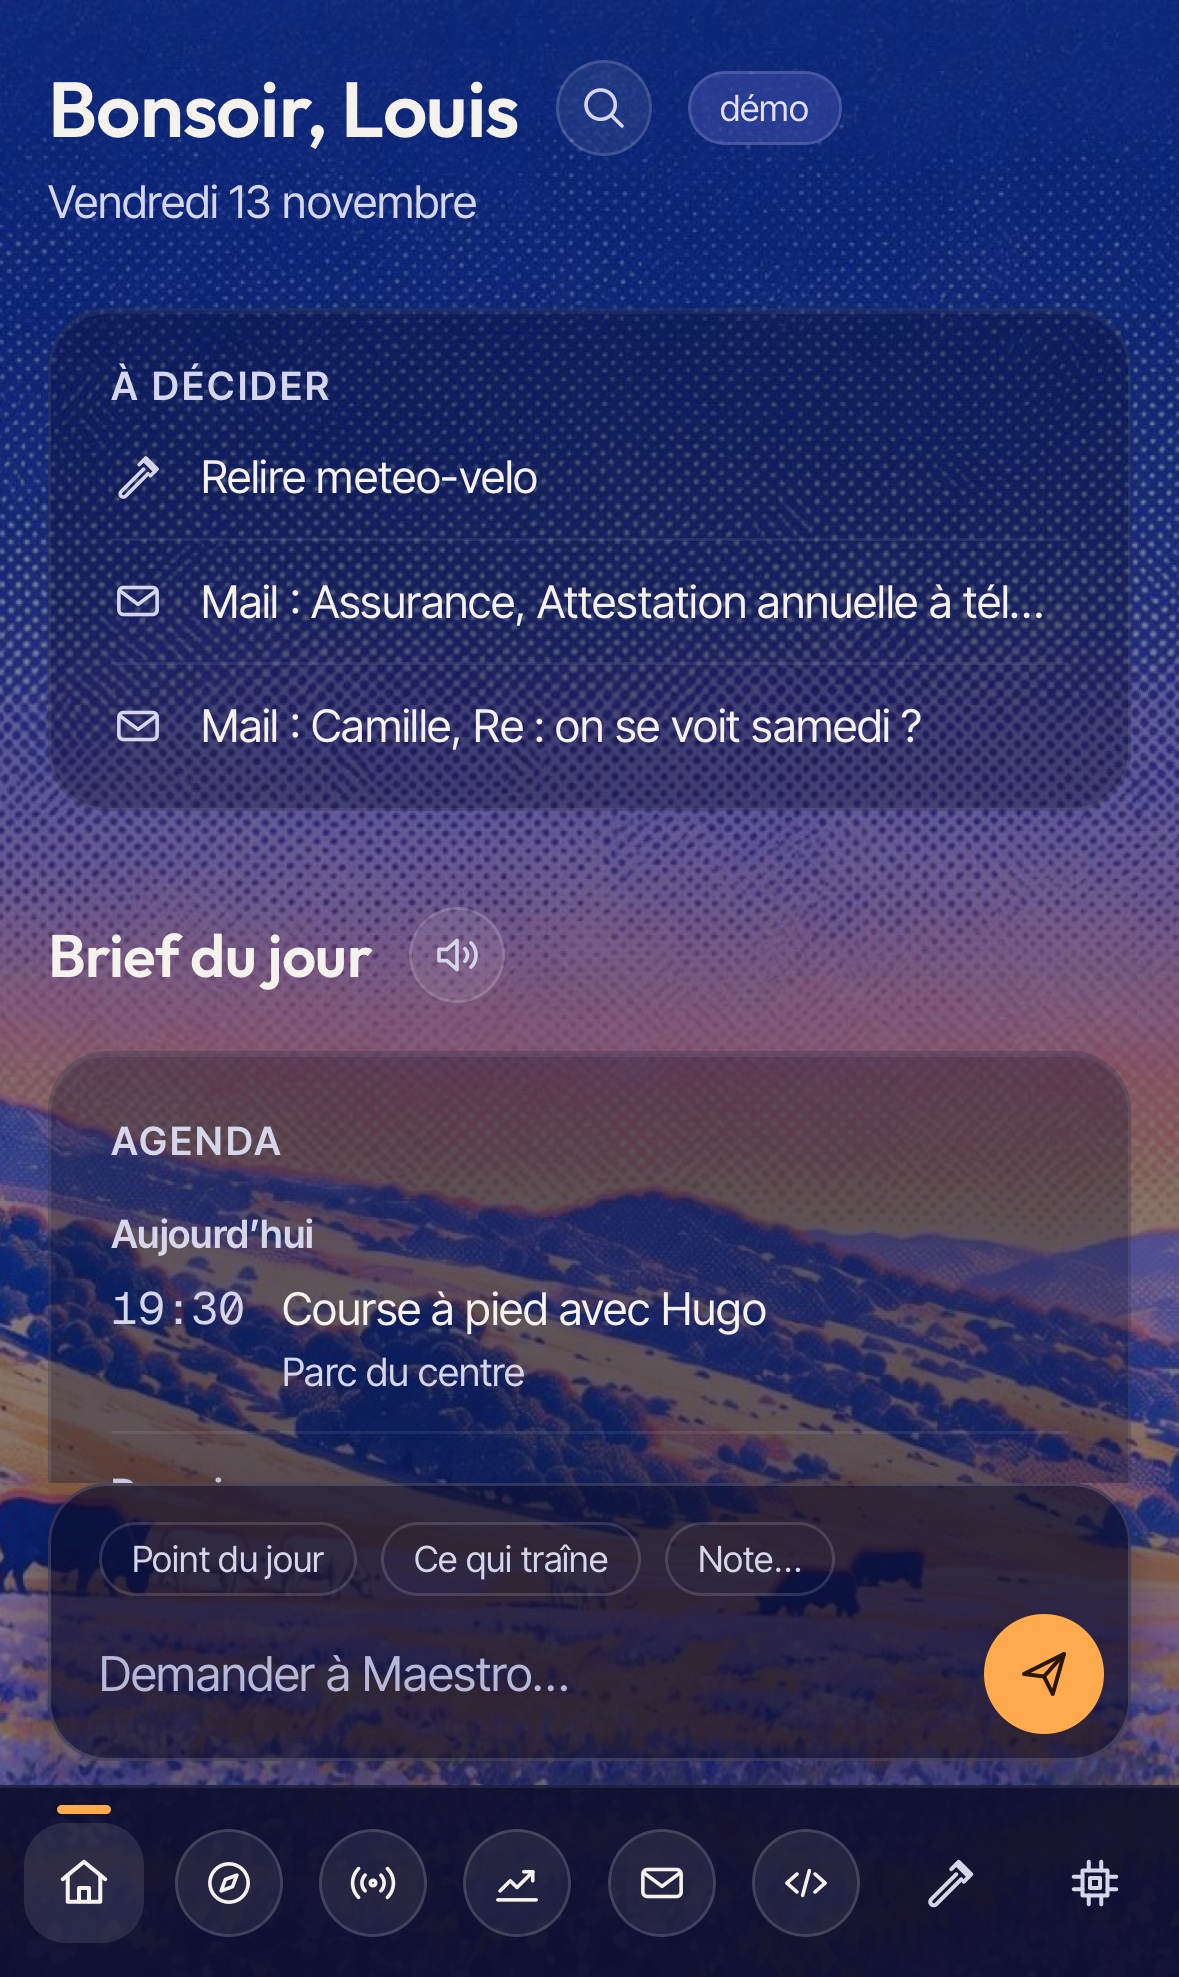 Bonsoir, Louis
démo
Vendredi 13 novembre
À DÉCIDER
Relire meteo-velo
Mail : Assurance, Attestation annuelle à tél...
Mail : Camille, Re : on se voit samedi ?
Brief du jour
AGENDA
Aujourd’hui
19:30 Course à pied avec Hugo
Parc du centre
Point du jour
Ce qui traîne
Note...
Demander à Maestro...